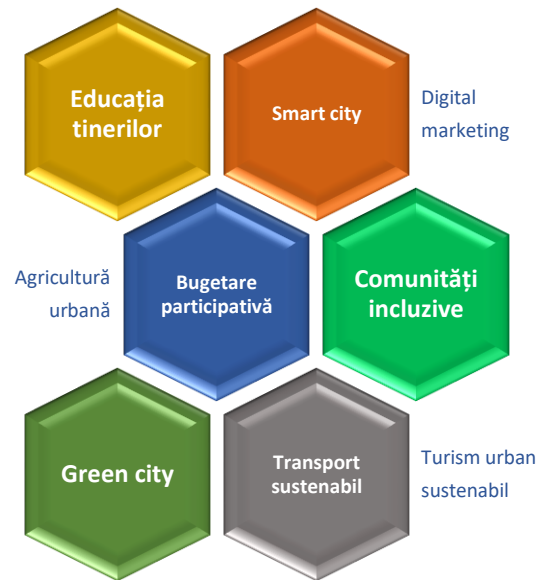 Educația
tinerilor
Smart city
Digital
marketing
Agricultură
urbană
Bugetare
participativă
Comunități
incluzive
Green city
Transport
sustenabil
Turism urban
sustenabil